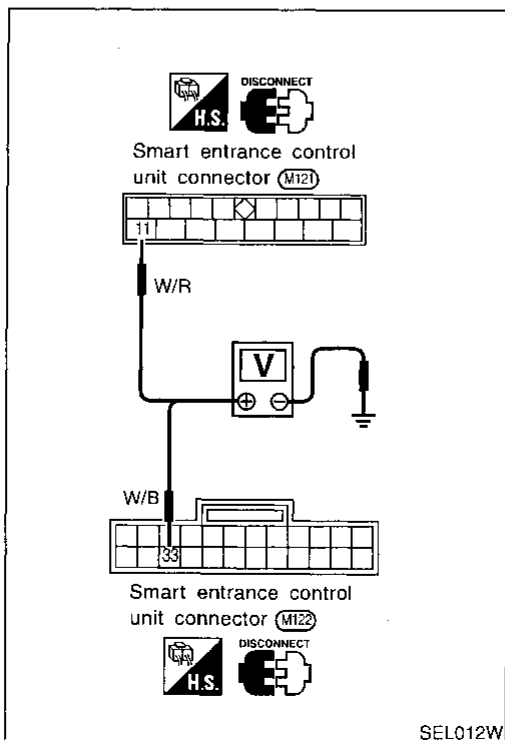 DISCONNECT
H.S.
Smart entrance control
unit connector M121
11
W/R
V
⊕ ⊖
W/B
33
Smart entrance control
unit connector M122
DISCONNECT
H.S.
SEL012W